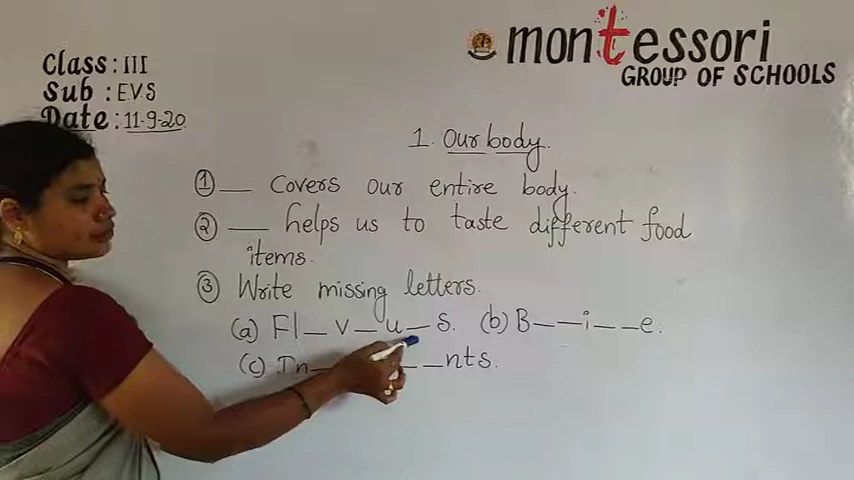 montessori
GROUP OF SCHOOLS
Class : III
Sub : EVS
Date : 11-9-20
1. Our body.
① __ Covers our entire body.
② __ helps us to taste different food
items.
③ Write missing letters.
(a) Fl_v_u_s. (b) B__i__e.
(c) In_ __nts.